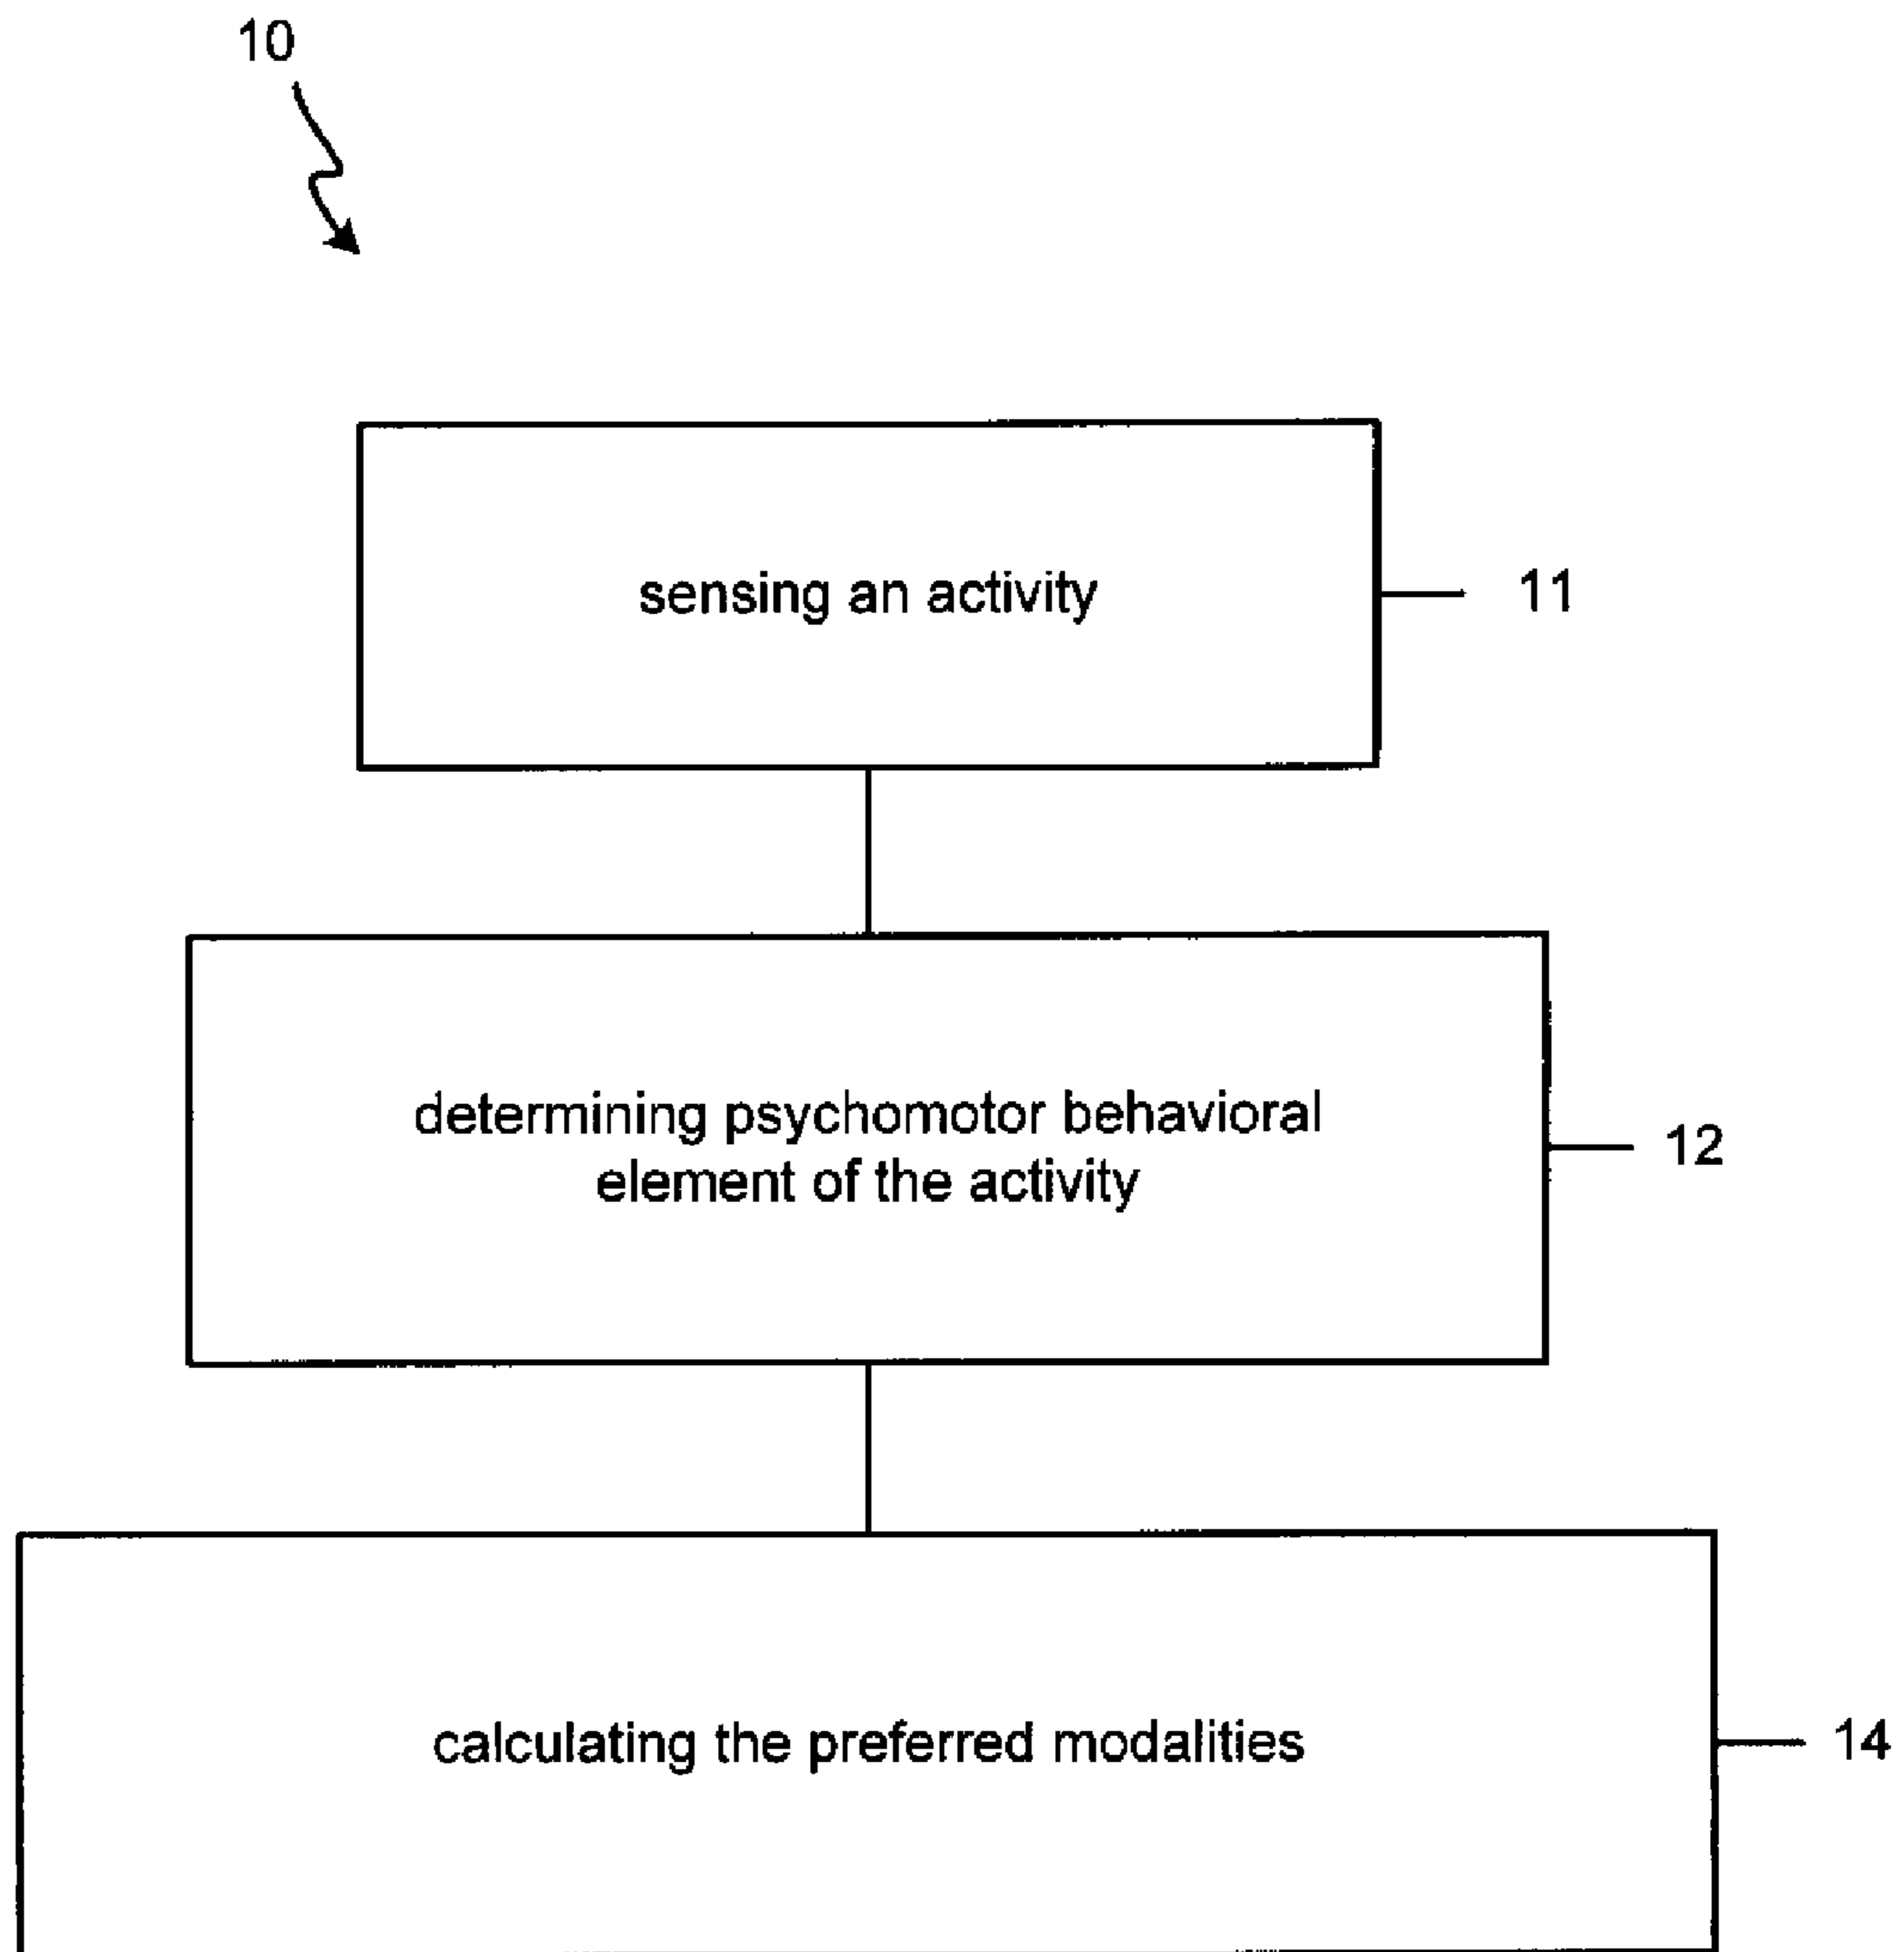 10
sensing an activity
11
determining psychomotor behavioral
element of the activity
12
calculating the preferred modalities
14